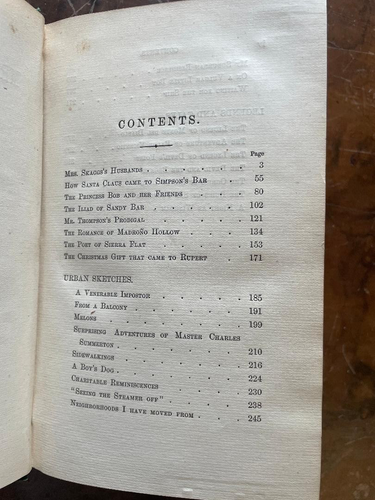 CONTENTS.
Page
Mrs. Skaggs's Husbands . . . . . . 3
How Santa Claus came to Simpson's Bar . . . 55
The Princess Bob and her Friends . . . . 80
The Iliad of Sandy Bar . . . . . . 102
Mr. Thompson's Prodigal . . . . . . 121
The Romance of Madroño Hollow . . . . 134
The Poet of Sierra Flat . . . . . . 153
The Christmas Gift that came to Rupert . . . 171
URBAN SKETCHES.
A Venerable Impostor . . . . . . 185
From a Balcony . . . . . . . 191
Melons . . . . . . . . 199
Surprising Adventures of Master Charles
Summerton . . . . . . . 210
Sidewalkings . . . . . . . 216
A Boy's Dog . . . . . . . . 224
Charitable Reminiscences . . . . . 230
"Seeing the Steamer off" . . . . . 238
Neighborhoods I have moved from . . . . 245